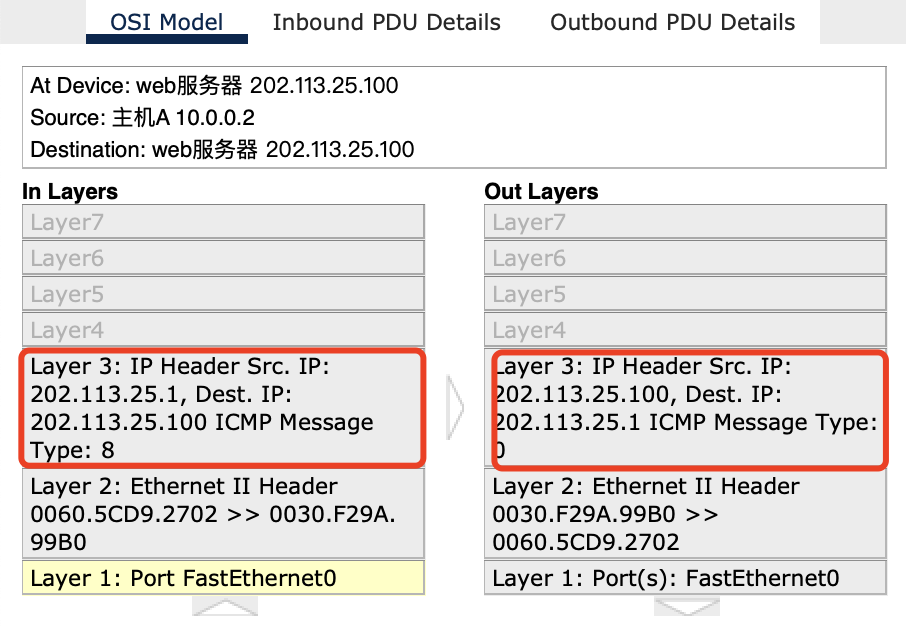 OSI Model Inbound PDU Details Outbound PDU Details
At Device: web服务器 202.113.25.100
Source: 主机A 10.0.0.2
Destination: web服务器 202.113.25.100
In Layers
Layer7
Layer6
Layer5
Layer4
Layer 3: IP Header Src. IP:
202.113.25.1, Dest. IP:
202.113.25.100 ICMP Message
Type: 8
Layer 2: Ethernet II Header
0060.5CD9.2702 >> 0030.F29A.
99B0
Layer 1: Port FastEthernet0
Out Layers
Layer7
Layer6
Layer5
Layer4
Layer 3: IP Header Src. IP:
202.113.25.100, Dest. IP:
202.113.25.1 ICMP Message Type:
0
Layer 2: Ethernet II Header
0030.F29A.99B0 >>
0060.5CD9.2702
Layer 1: Port(s): FastEthernet0